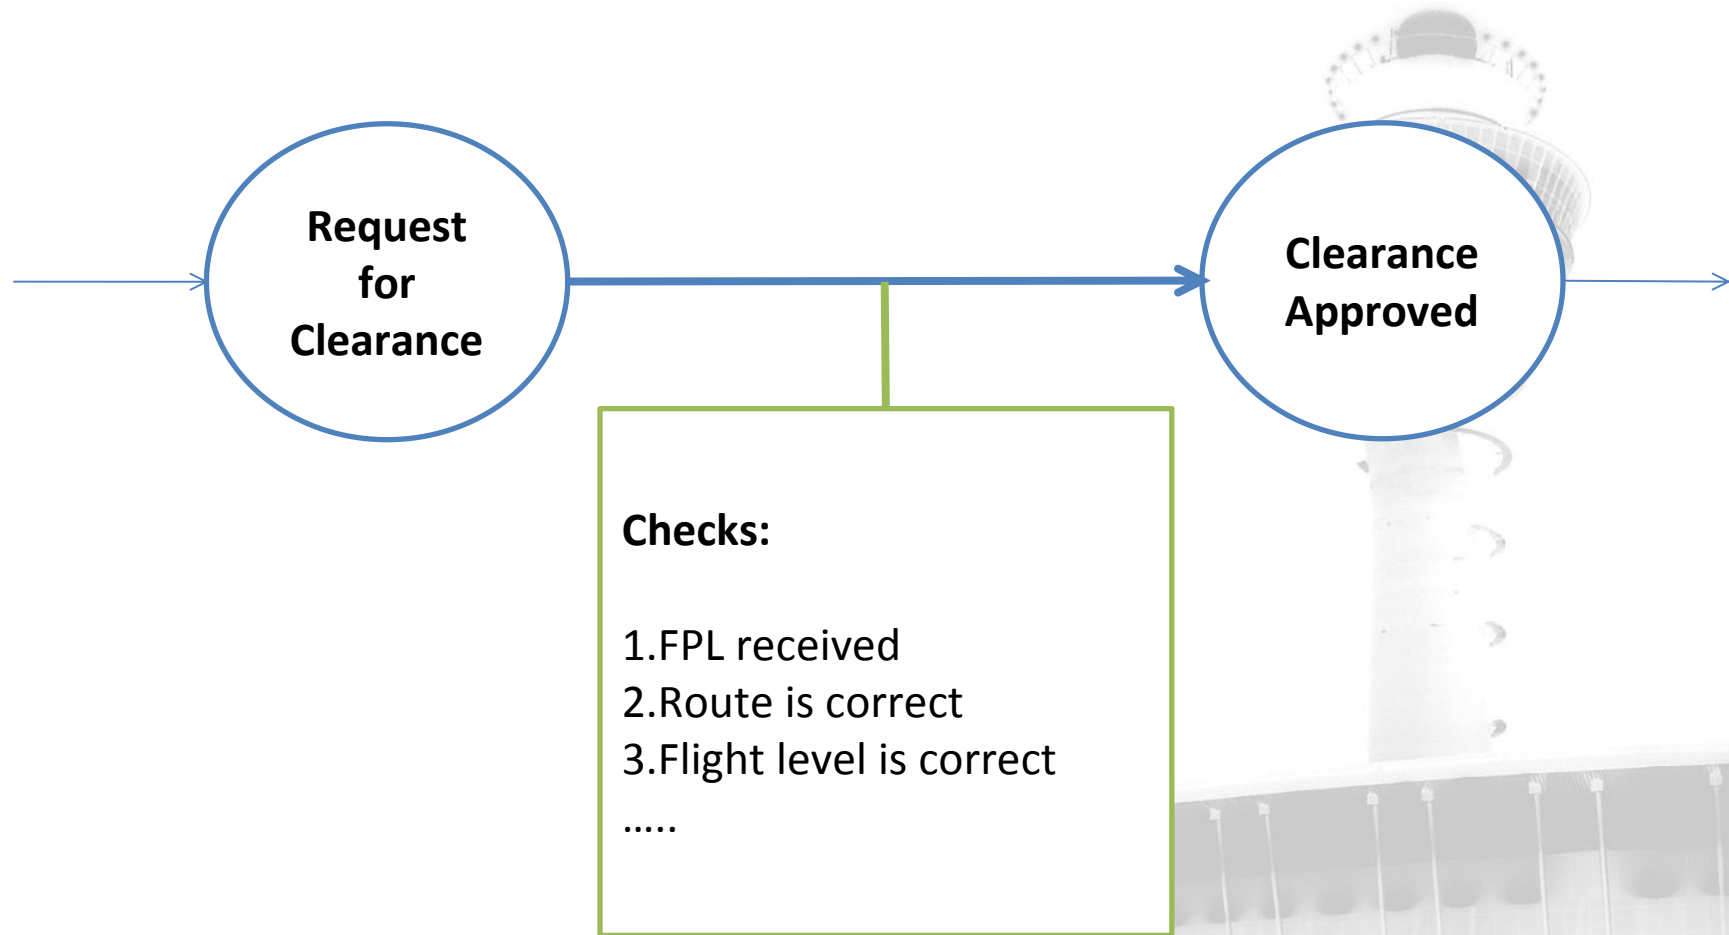 Request
for
Clearance
Clearance
Approved
Checks:
1.FPL received
2.Route is correct
3.Flight level is correct
…..